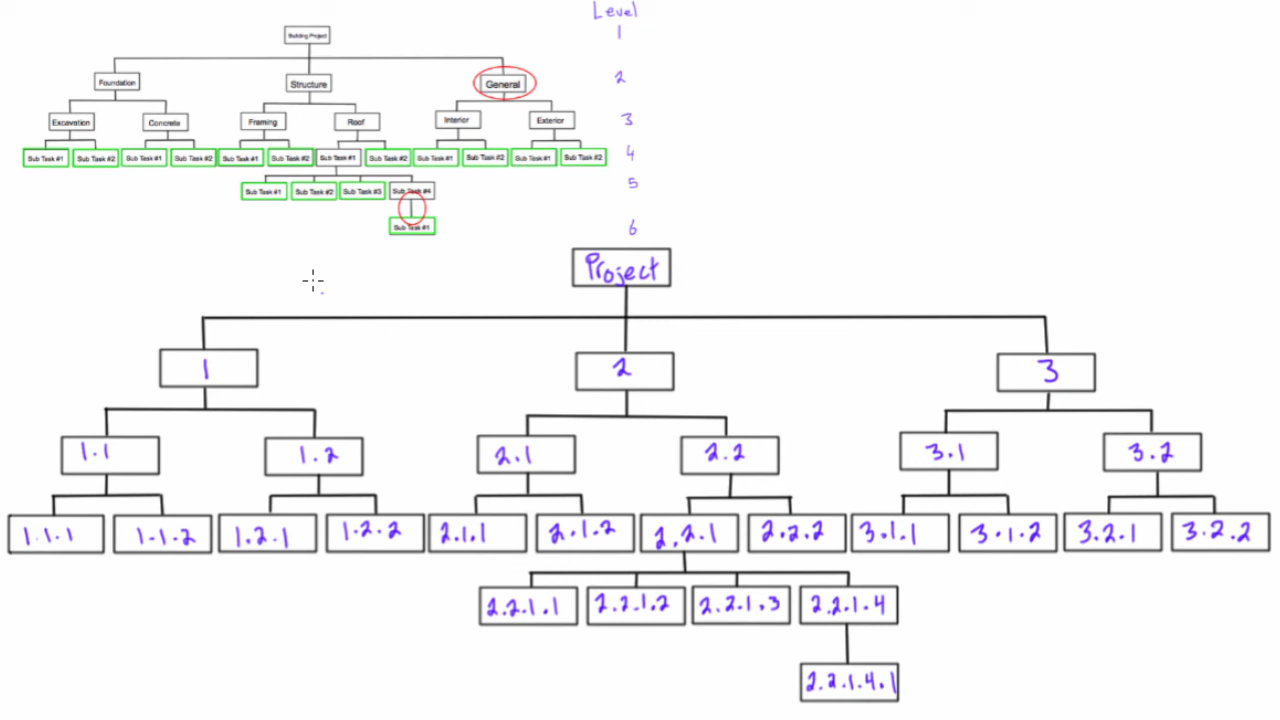 Level
Building Project
1
Foundation
Structure
General
2
Excavation
Concrete
Framing
Roof
Interior
Exterior
3
Sub Task #1
Sub Task #2
Sub Task #1
Sub Task #2
Sub Task #1
Sub Task #2
Sub Task #1
Sub Task #2
Sub Task #1
Sub Task #2
Sub Task #1
Sub Task #2
4
Sub Task #1
Sub Task #2
Sub Task #3
Sub Task #4
5
Sub Task #1
6
Project
1
2
3
1.1
1.2
2.1
2.2
3.1
3.2
1.1.1
1.1.2
1.2.1
1.2.2
2.1.1
2.1.2
2.2.1
2.2.2
3.1.1
3.1.2
3.2.1
3.2.2
2.2.1.1
2.2.1.2
2.2.1.3
2.2.1.4
2.2.1.4.1